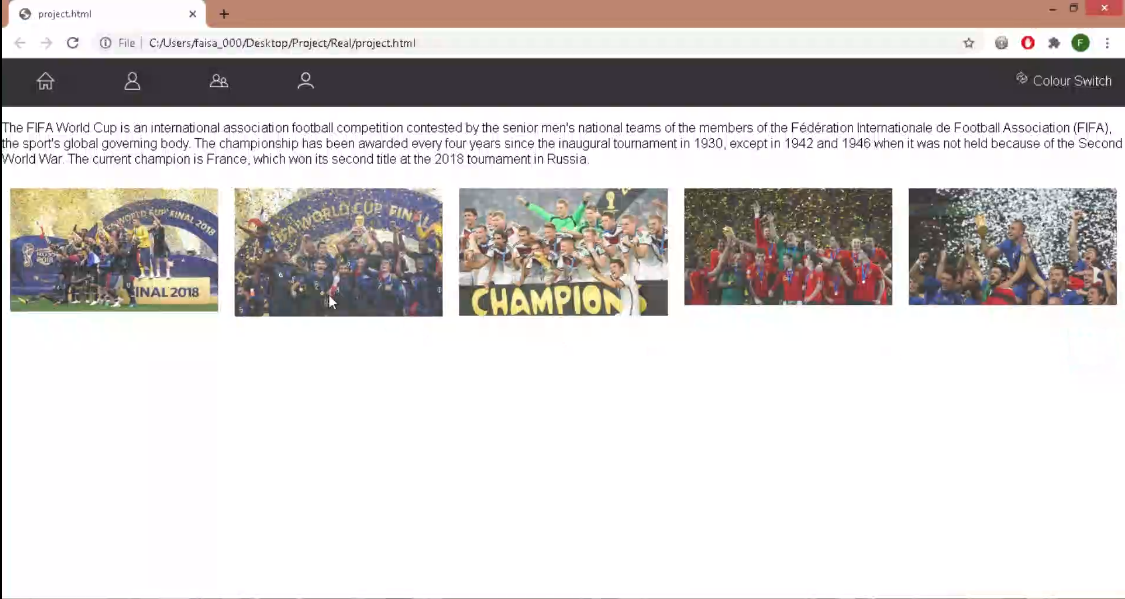 project.html
File
C:/Users/faisa_000/Desktop/Project/Real/project.html
F
Colour Switch
The FIFA World Cup is an international association football competition contested by the senior men's national teams of the members of the Fédération Internationale de Football Association (FIFA),
the sport's global governing body. The championship has been awarded every four years since the inaugural tournament in 1930, except in 1942 and 1946 when it was not held because of the Second
World War. The current champion is France, which won its second title at the 2018 tournament in Russia.
WORLD CUP FINAL 2018
FINAL 2018
WORLD CUP FINAL
CHAMPION